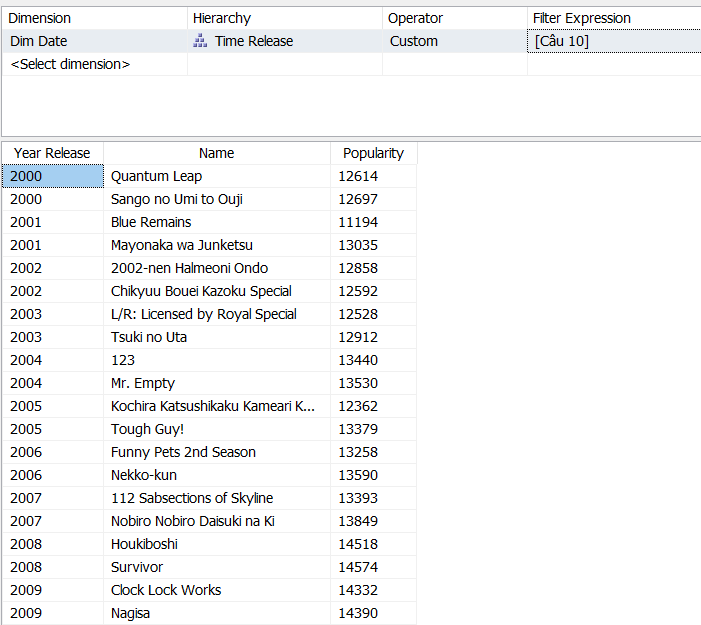 Dimension Hierarchy Operator Filter Expression
Dim Date Time Release Custom [Câu 10]
<Select dimension>
Year Release Name Popularity
2000 Quantum Leap 12614
2000 Sango no Umi to Ouji 12697
2001 Blue Remains 11194
2001 Mayonaka wa Junketsu 13035
2002 2002-nen Halmeoni Ondo 12858
2002 Chikyuu Bouei Kazoku Special 12592
2003 L/R: Licensed by Royal Special 12528
2003 Tsuki no Uta 12912
2004 123 13440
2004 Mr. Empty 13530
2005 Kochira Katsushikaku Kameari K... 12362
2005 Tough Guy! 13379
2006 Funny Pets 2nd Season 13258
2006 Nekko-kun 13590
2007 112 Sabsections of Skyline 13393
2007 Nobiro Nobiro Daisuki na Ki 13849
2008 Houkiboshi 14518
2008 Survivor 14574
2009 Clock Lock Works 14332
2009 Nagisa 14390